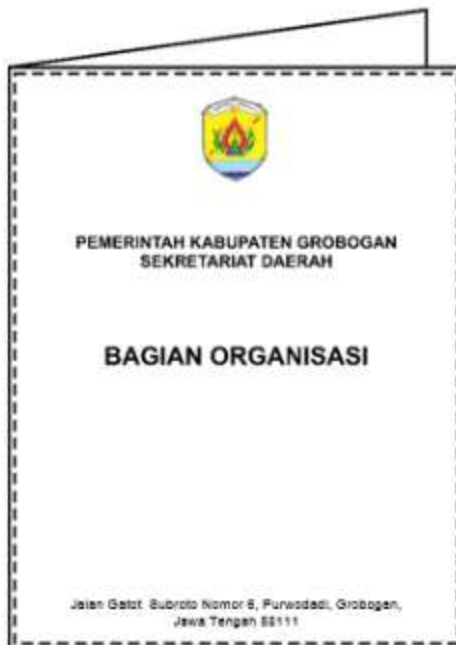 PEMERINTAH KABUPATEN GROBOGAN
SEKRETARIAT DAERAH
BAGIAN ORGANISASI
Jalan Gatot Subroto Nomor 6, Purwodadi, Grobogan,
Jawa Tengah 58111